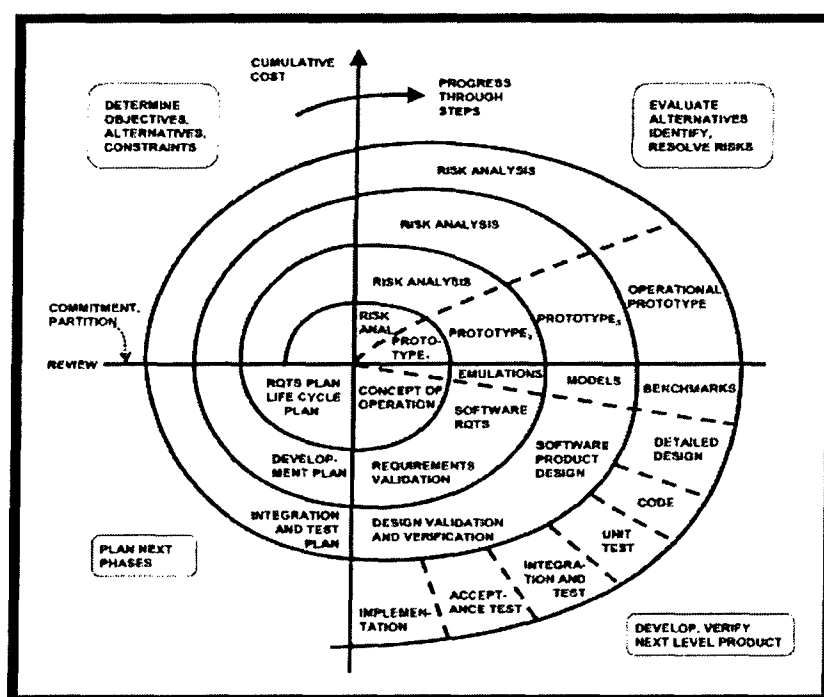 CUMULATIVE
COST
PROGRESS
THROUGH
STEPS
DETERMINE
OBJECTIVES,
ALTERNATIVES,
CONSTRAINTS
EVALUATE
ALTERNATIVES
IDENTIFY,
RESOLVE RISKS
RISK ANALYSIS
RISK ANALYSIS
RISK ANALYSIS
RISK
ANAL.
PROTO-
TYPE₁
PROTOTYPE₂
PROTOTYPE₃
OPERATIONAL
PROTOTYPE
COMMITMENT,
PARTITION
REVIEW
EMULATIONS
MODELS
BENCHMARKS
RQTS PLAN
LIFE CYCLE
PLAN
CONCEPT OF
OPERATION
SOFTWARE
RQTS
SOFTWARE
PRODUCT
DESIGN
DETAILED
DESIGN
DEVELOP-
MENT PLAN
REQUIREMENTS
VALIDATION
CODE
INTEGRATION
AND TEST
PLAN
DESIGN VALIDATION
AND VERIFICATION
UNIT
TEST
INTEGRA-
TION AND
TEST
ACCEPT-
ANCE TEST
IMPLEMEN-
TATION
PLAN NEXT
PHASES
DEVELOP, VERIFY
NEXT LEVEL PRODUCT